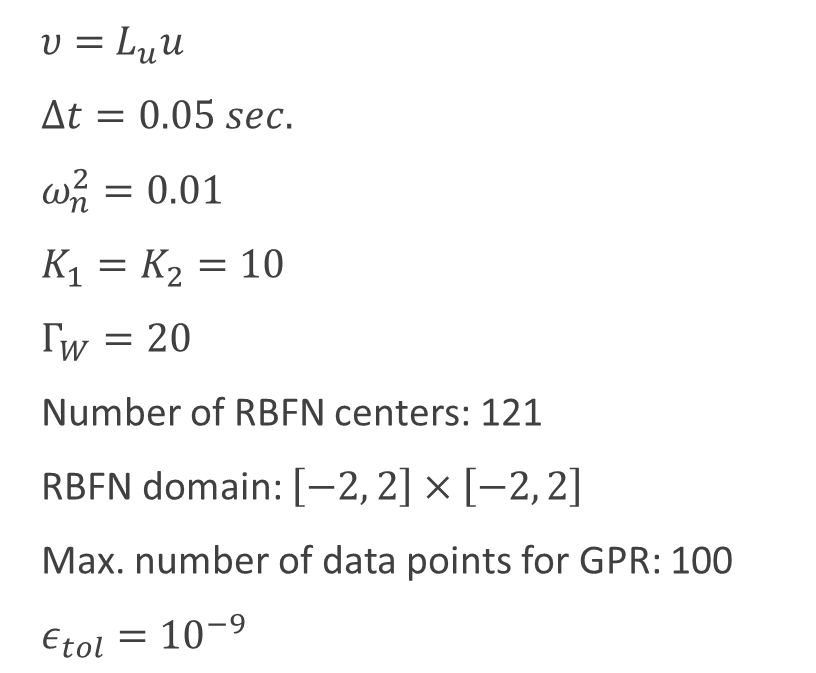 υ = L_u u
Δt = 0.05 sec.
ω_n^2 = 0.01
K_1 = K_2 = 10
Γ_W = 20
Number of RBFN centers: 121
RBFN domain: [−2, 2] × [−2, 2]
Max. number of data points for GPR: 100
ϵ_tol = 10^−9